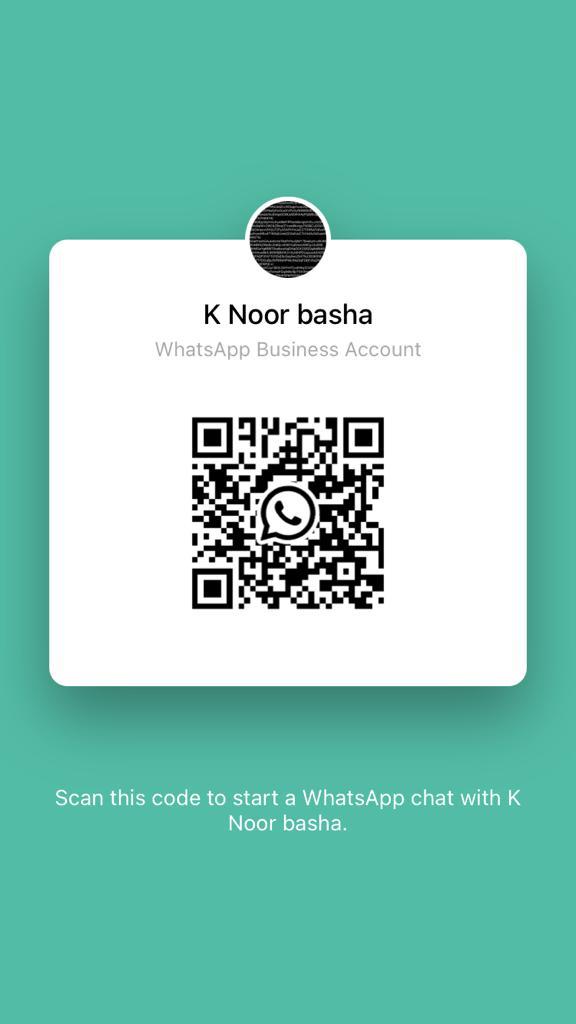 K Noor basha
WhatsApp Business Account
Scan this code to start a WhatsApp chat with K
Noor basha.